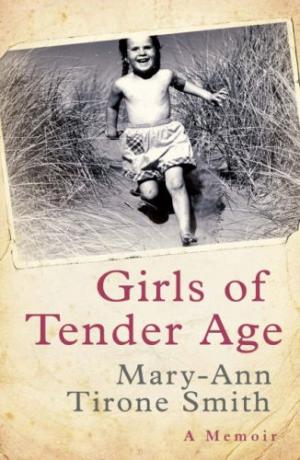 Girls of
Tender Age
Mary-Ann
Tirone Smith
A Memoir